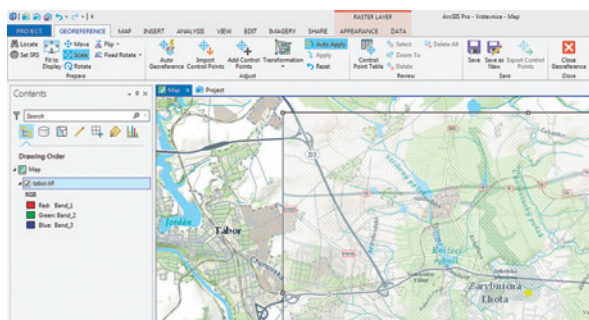 RASTER LAYER
ArcGIS Pro - Vrstevnice - Map
PROJECT GEOREFERENCE MAP INSERT ANALYSIS VIEW EDIT IMAGERY SHARE APPEARANCE DATA
Locate
Set SRS
Fit to Display
Move
Scale
Rotate
Flip
Fixed Rotate
Prepare
Auto Georeference
Import Control Points
Add Control Points
Transformation
Auto Apply
Apply
Reset
Adjust
Control Point Table
Select
Zoom To
Delete
Delete All
Review
Save
Save as New
Export Control Points
Save
Close Georeference
Close
Contents
Search
Drawing Order
Map
tabor.tif
RGB
Red: Band_1
Green: Band_2
Blue: Band_3
Map
Project
D3
Jordán
Tábor
Zárybničná
Lhota